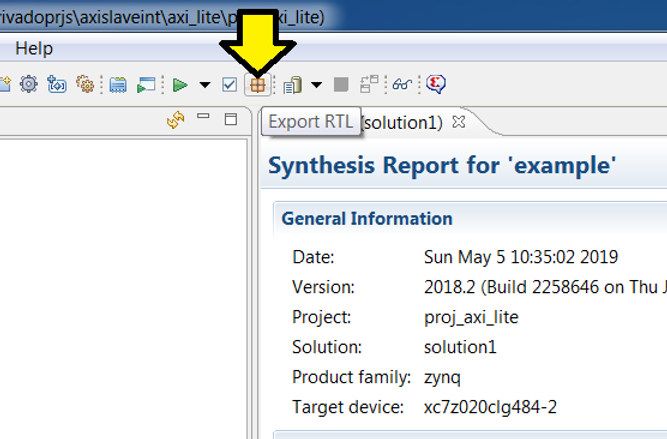 ivadoprjs\axislaveint\axi_lite\pr xi_lite)
Help
Export RTL
(solution1)
Synthesis Report for 'example'
General Information
Date: Sun May 5 10:35:02 2019
Version: 2018.2 (Build 2258646 on Thu J
Project: proj_axi_lite
Solution: solution1
Product family: zynq
Target device: xc7z020clg484-2